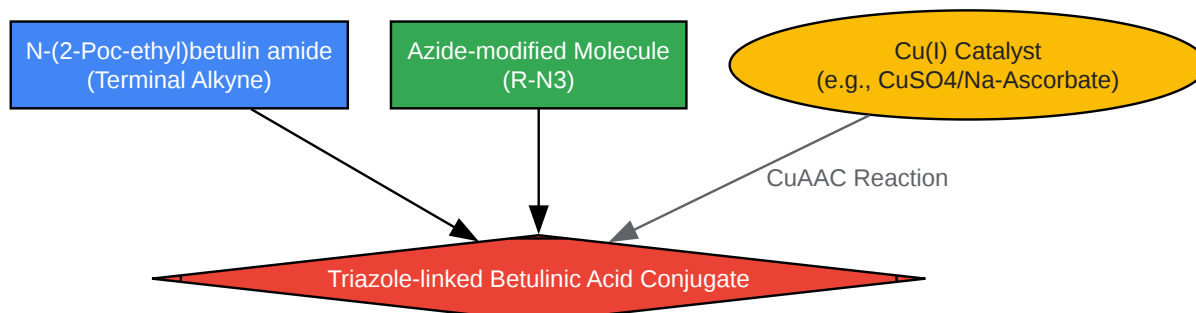 N-(2-Poc-ethyl)betulin amide
(Terminal Alkyne)
Azide-modified Molecule
(R-N3)
Cu(I) Catalyst
(e.g., CuSO4/Na-Ascorbate)
CuAAC Reaction
Triazole-linked Betulinic Acid Conjugate